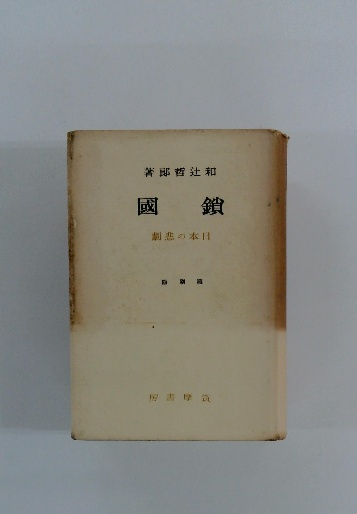 和辻哲郎著
鎖國
日本の悲劇
筑摩書房